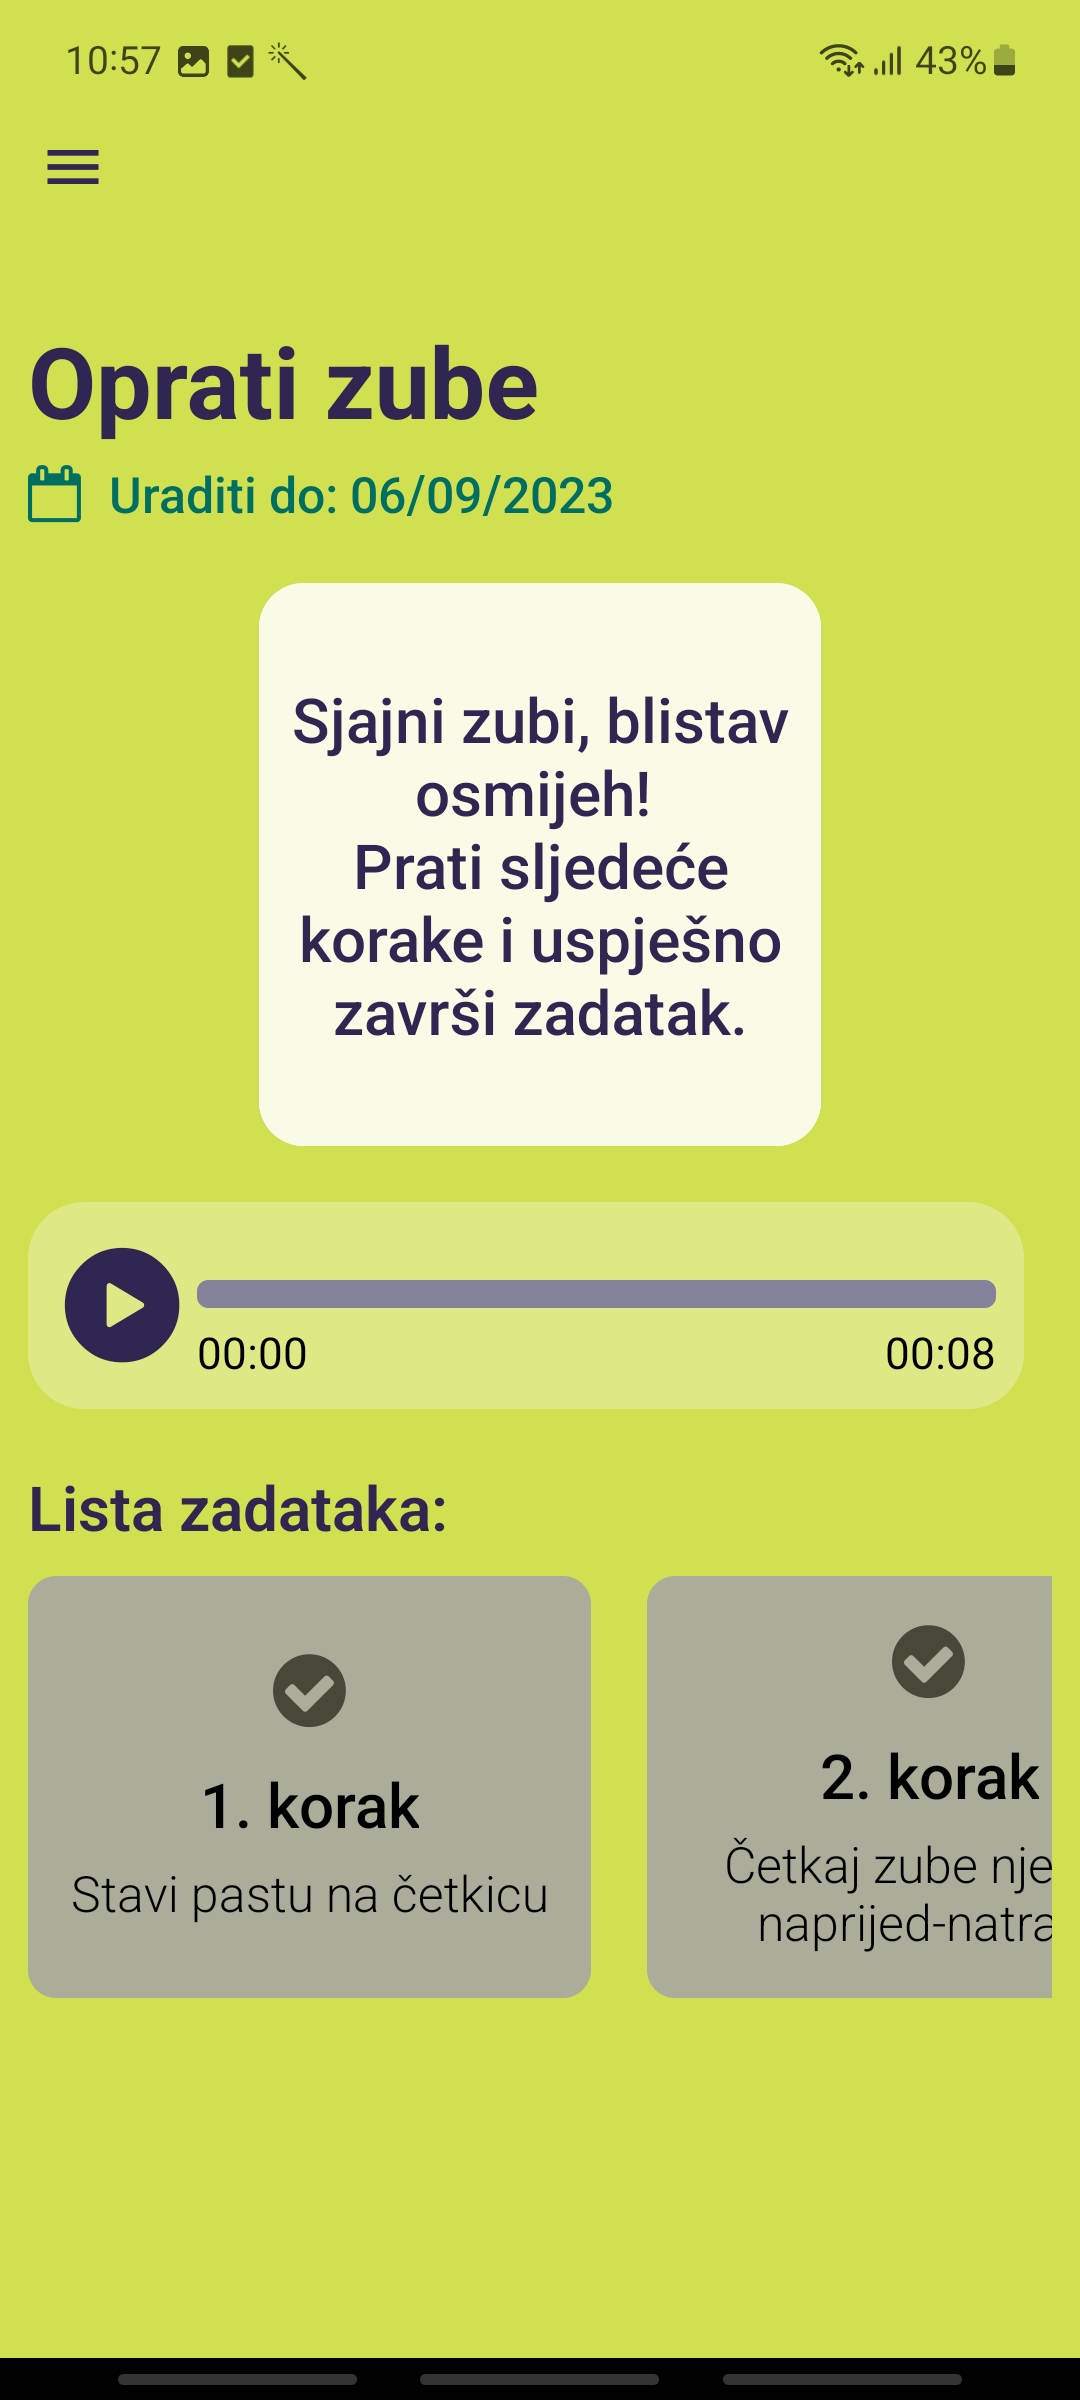 10:57
43%
Oprati zube
Uraditi do: 06/09/2023
Sjajni zubi, blistav
osmijeh!
Prati sljedeće
korake i uspješno
završi zadatak.
00:00
00:08
Lista zadataka:
1. korak
Stavi pastu na četkicu
2. korak
Četkaj zube nje
naprijed-natra